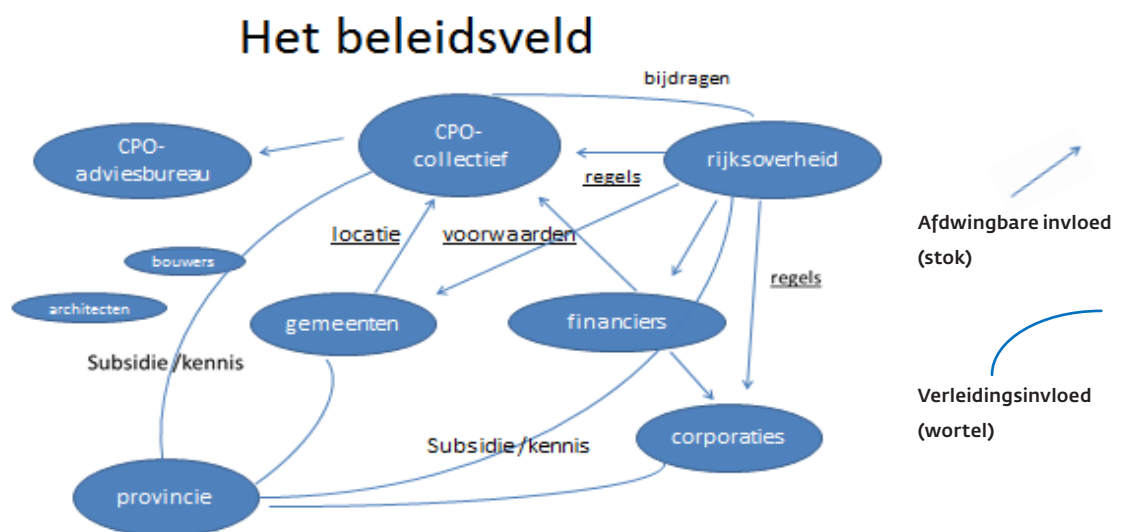 Het beleidsveld
bijdragen
CPO-
adviesbureau
CPO-
collectief
rijksoverheid
regels
locatie
voorwaarden
Afdwingbare invloed
(stok)
bouwers
regels
architecten
gemeenten
financiers
Subsidie/kennis
Verleidingsinvloed
(wortel)
Subsidie/kennis
corporaties
provincie